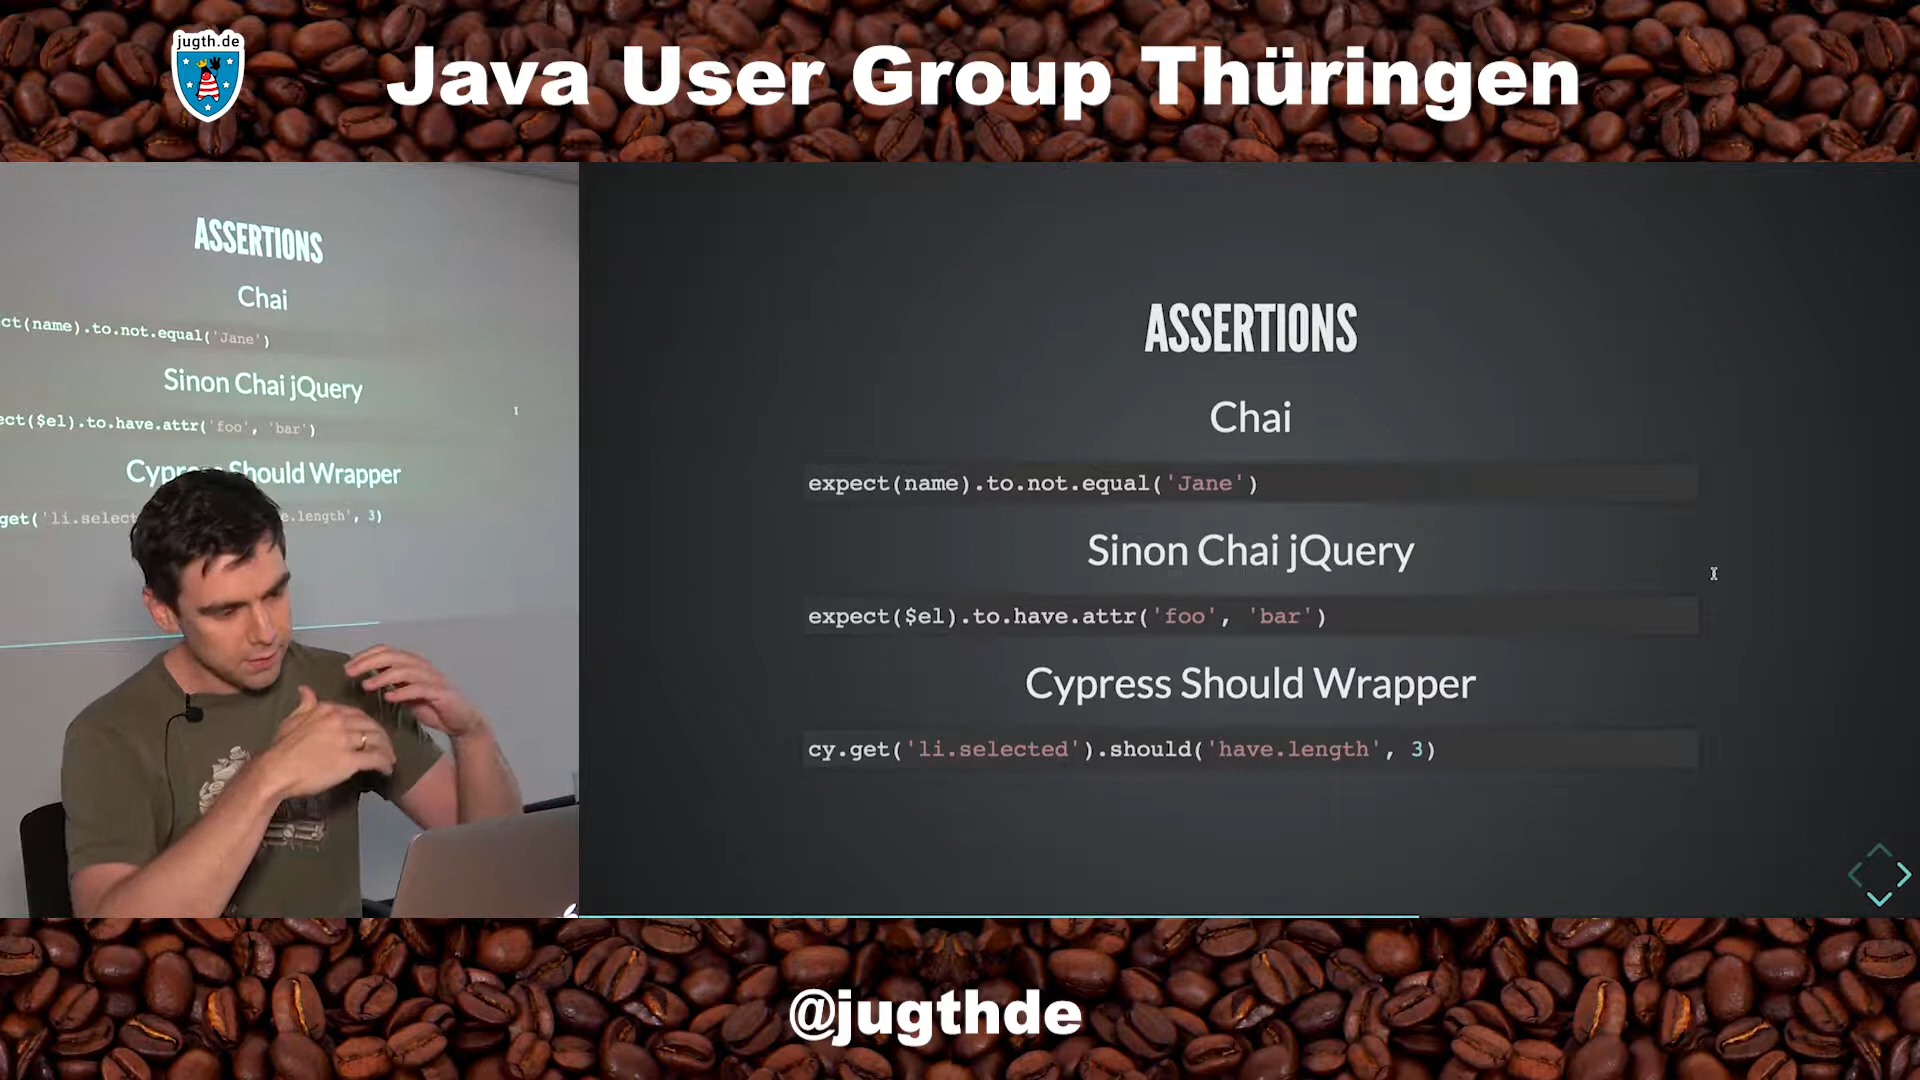 jugth.de
Java User Group Thüringen
ASSERTIONS
Chai
ct(name).to.not.equal('Jane')
Sinon Chai jQuery
ect($el).to.have.attr('foo', 'bar')
Cypress Should Wrapper
get('li.select e.length', 3)
ASSERTIONS
Chai
expect(name).to.not.equal('Jane')
Sinon Chai jQuery
expect($el).to.have.attr('foo', 'bar')
Cypress Should Wrapper
cy.get('li.selected').should('have.length', 3)
@jugthde